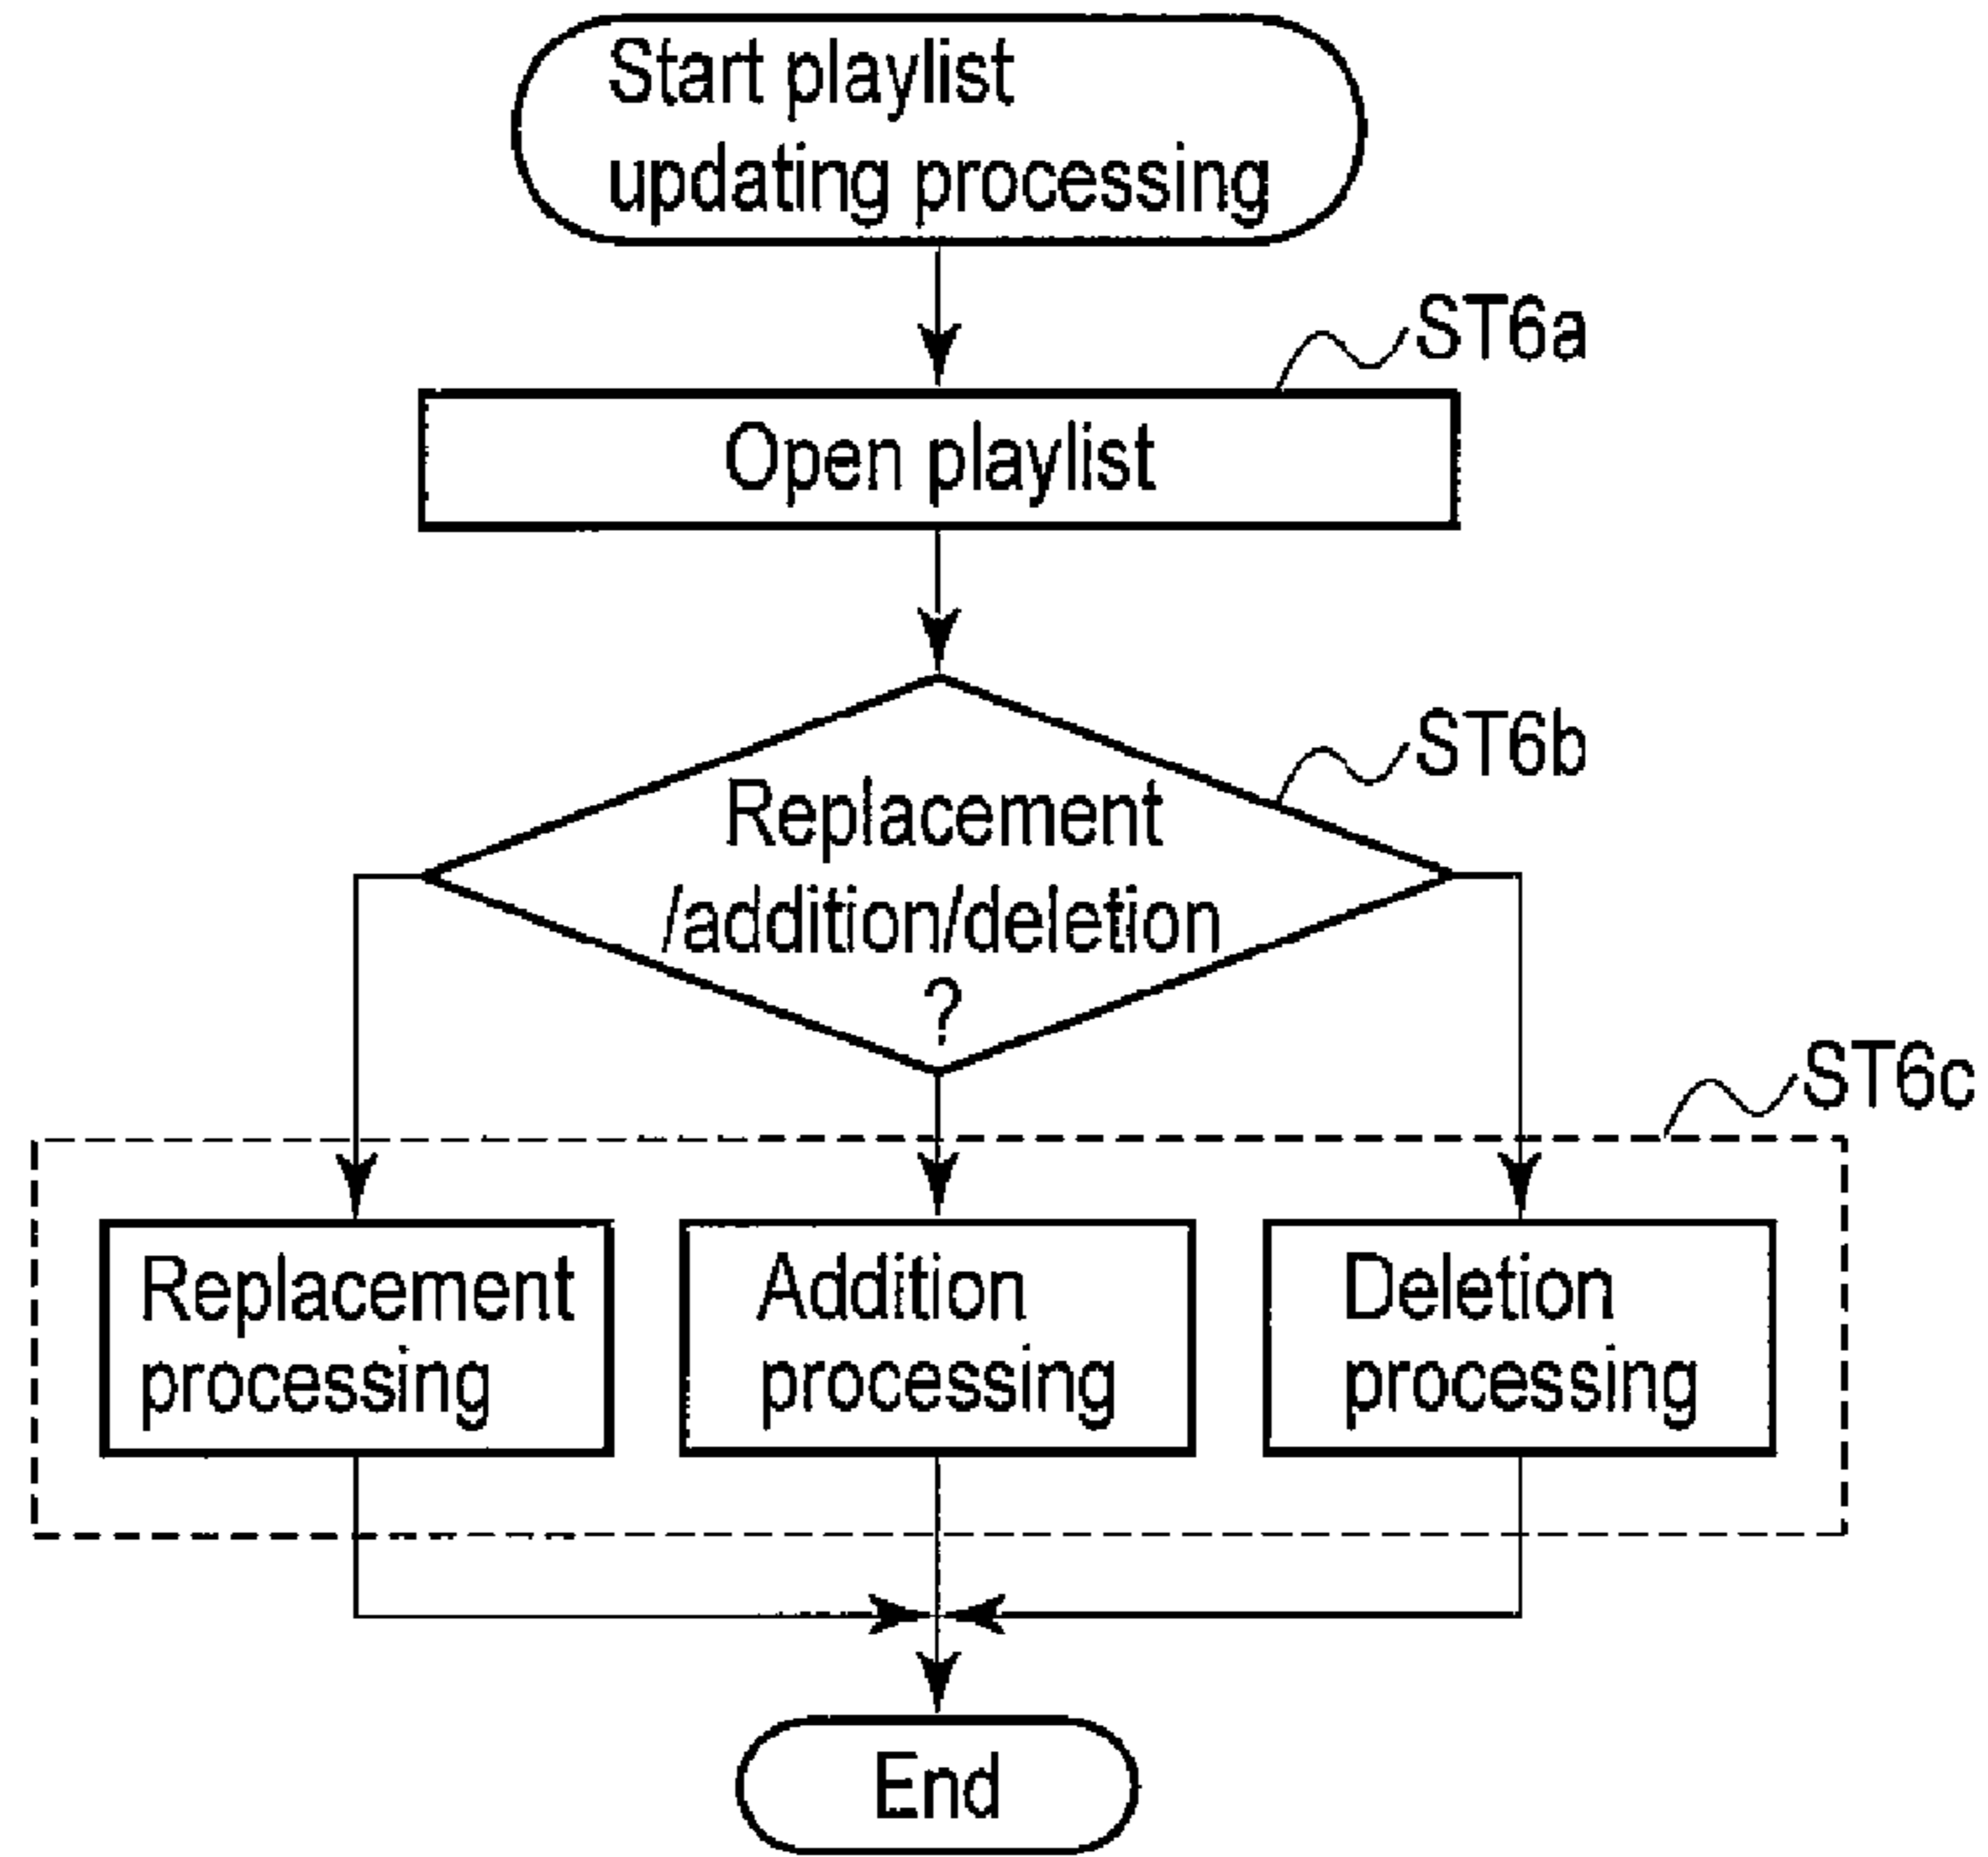 Start playlist
updating processing
ST6a
Open playlist
ST6b
Replacement
/addition/deletion
?
ST6c
Replacement
processing
Addition
processing
Deletion
processing
End